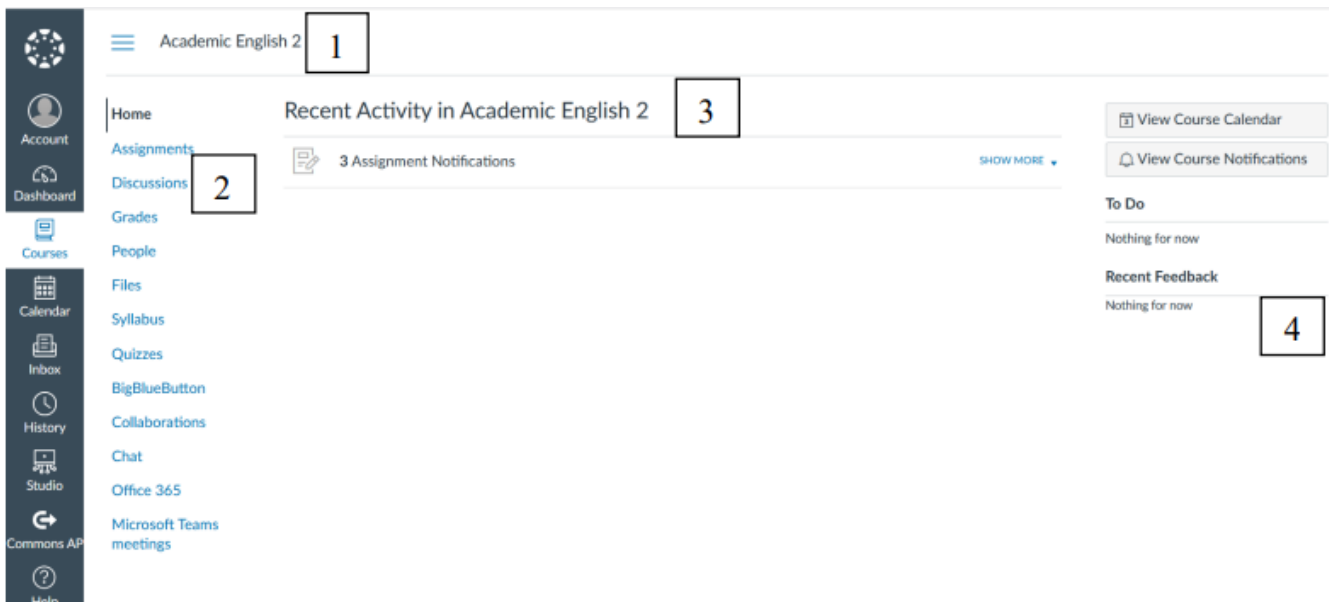 Academic English 2
1
Account
Dashboard
Courses
Calendar
Inbox
History
Studio
Commons AP
Help
Home
Assignments
Discussions
2
Grades
People
Files
Syllabus
Quizzes
BigBlueButton
Collaborations
Chat
Office 365
Microsoft Teams
meetings
Recent Activity in Academic English 2
3
3 Assignment Notifications
SHOW MORE
View Course Calendar
View Course Notifications
To Do
Nothing for now
Recent Feedback
Nothing for now
4